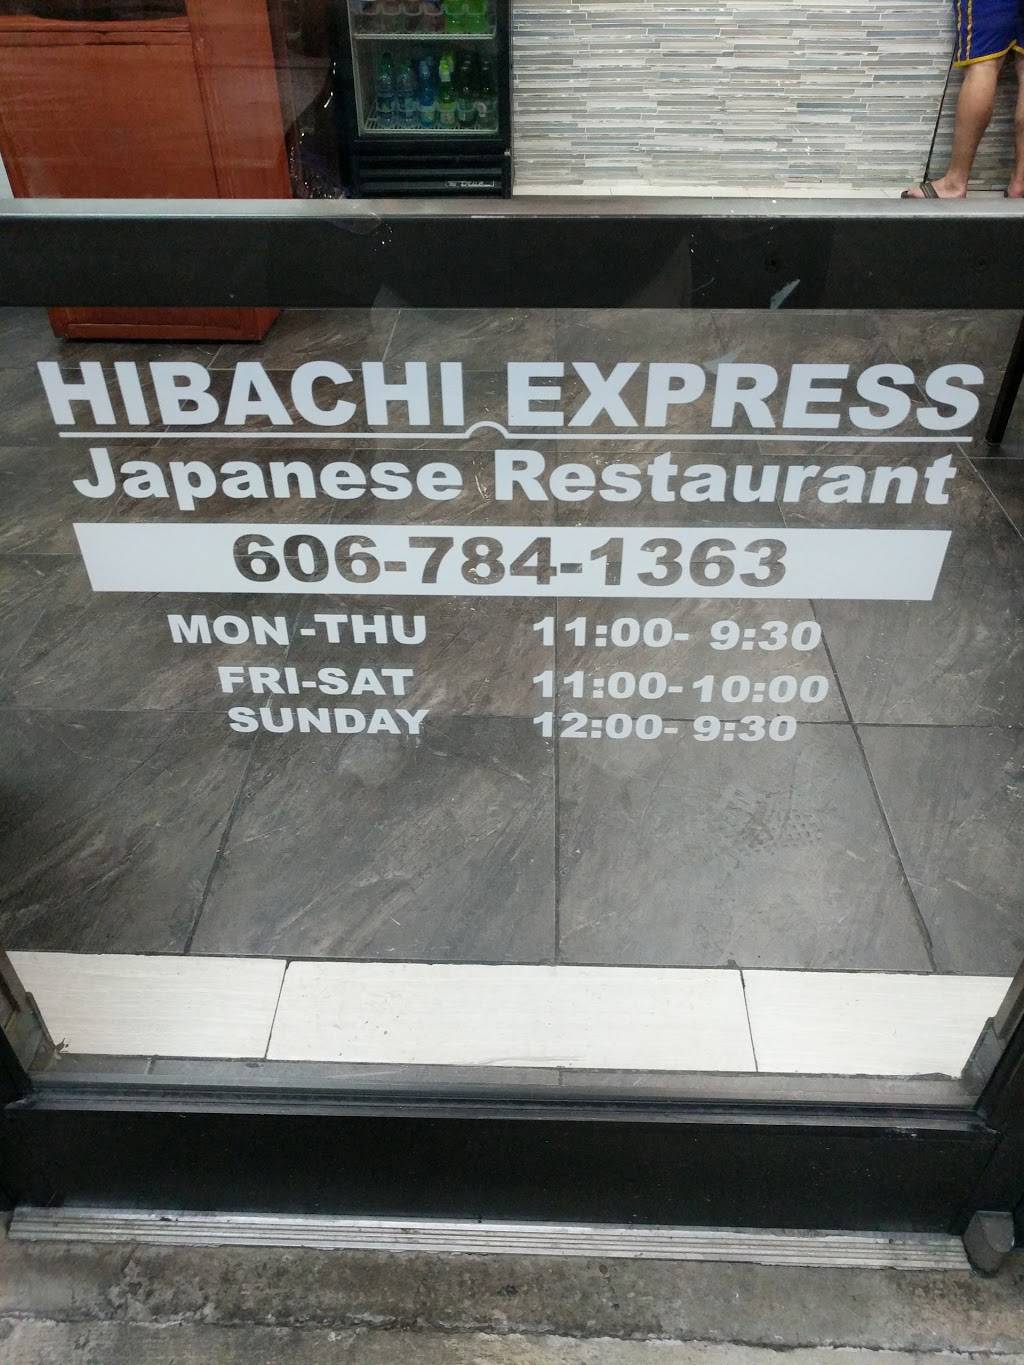 HIBACHI EXPRESS
Japanese Restaurant
606-784-1363
MON-THU 11:00-9:30
FRI-SAT 11:00-10:00
SUNDAY 12:00-9:30